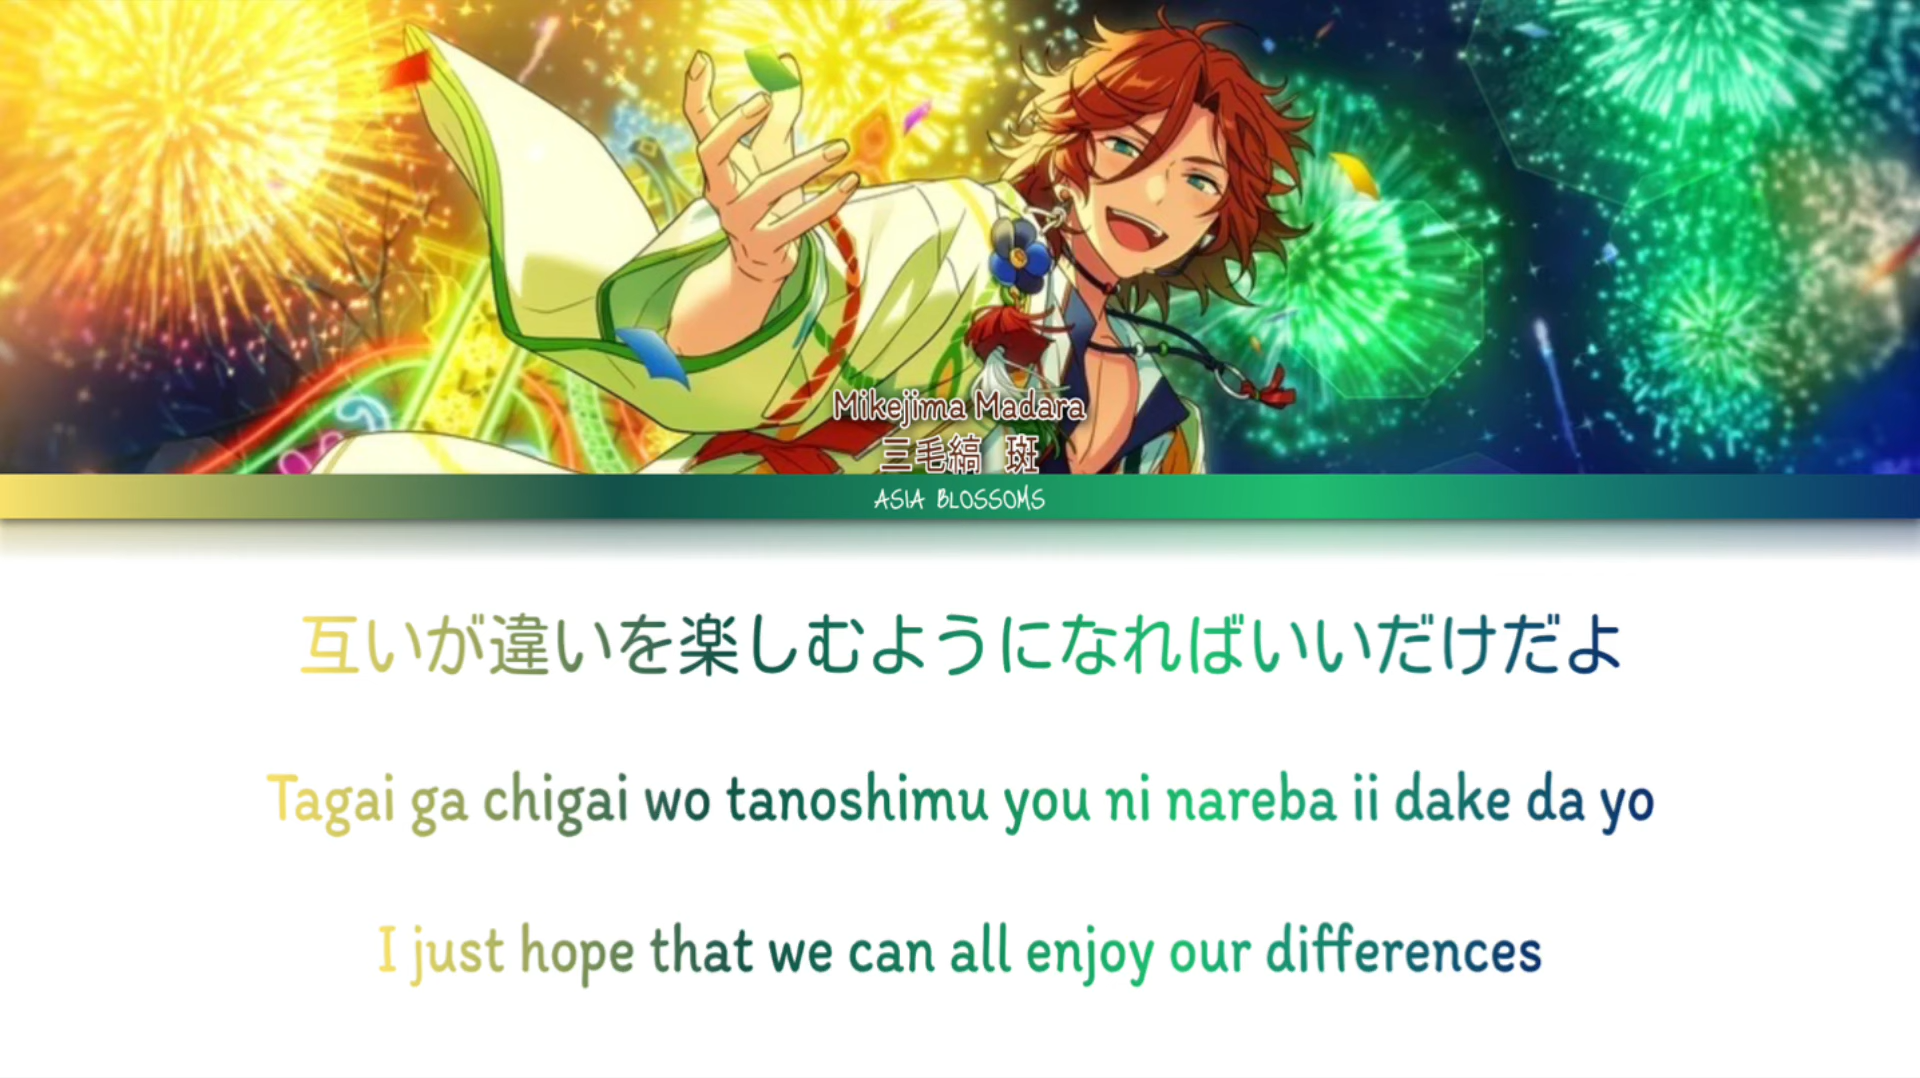 Mikejima Madara
三毛縞 斑
ASIA BLOSSOMS
互いが違いを楽しむようになればいいだけだよ
Tagai ga chigai wo tanoshimu you ni nareba ii dake da yo
I just hope that we can all enjoy our differences